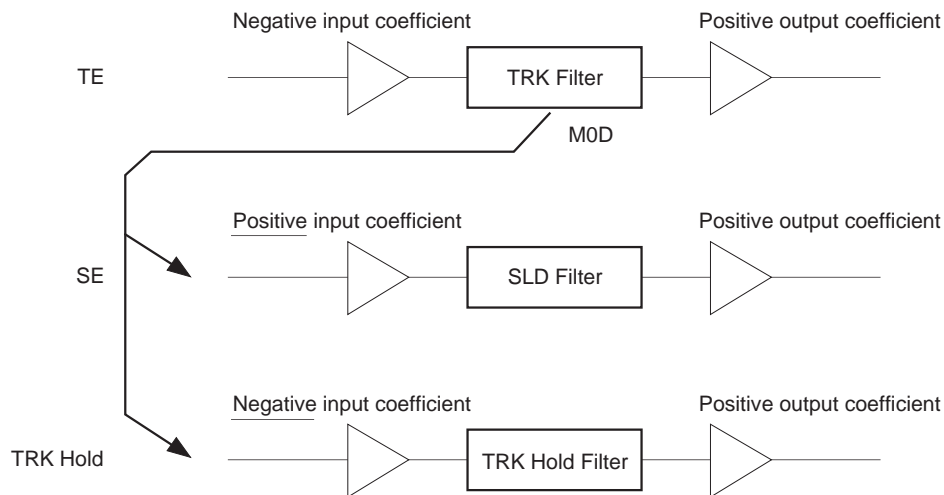 Negative input coefficient
Positive output coefficient
TE
TRK Filter
M0D
Positive input coefficient
Positive output coefficient
SE
SLD Filter
Negative input coefficient
Positive output coefficient
TRK Hold
TRK Hold Filter